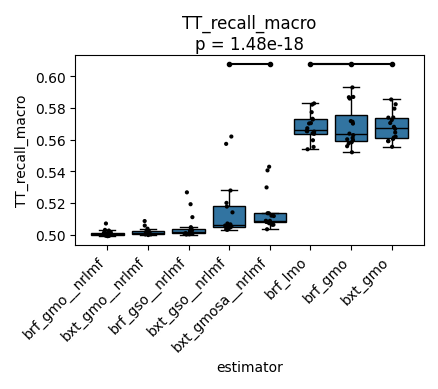 TT_recall_macro
p = 1.48e-18
TT_recall_macro
0.60
0.58
0.56
0.54
0.52
0.50
brf_gmo__nrlmf
bxt_gmo__nrlmf
brf_gso__nrlmf
bxt_gso__nrlmf
bxt_gmosa__nrlmf
brf_lmo
brf_gmo
bxt_gmo
estimator